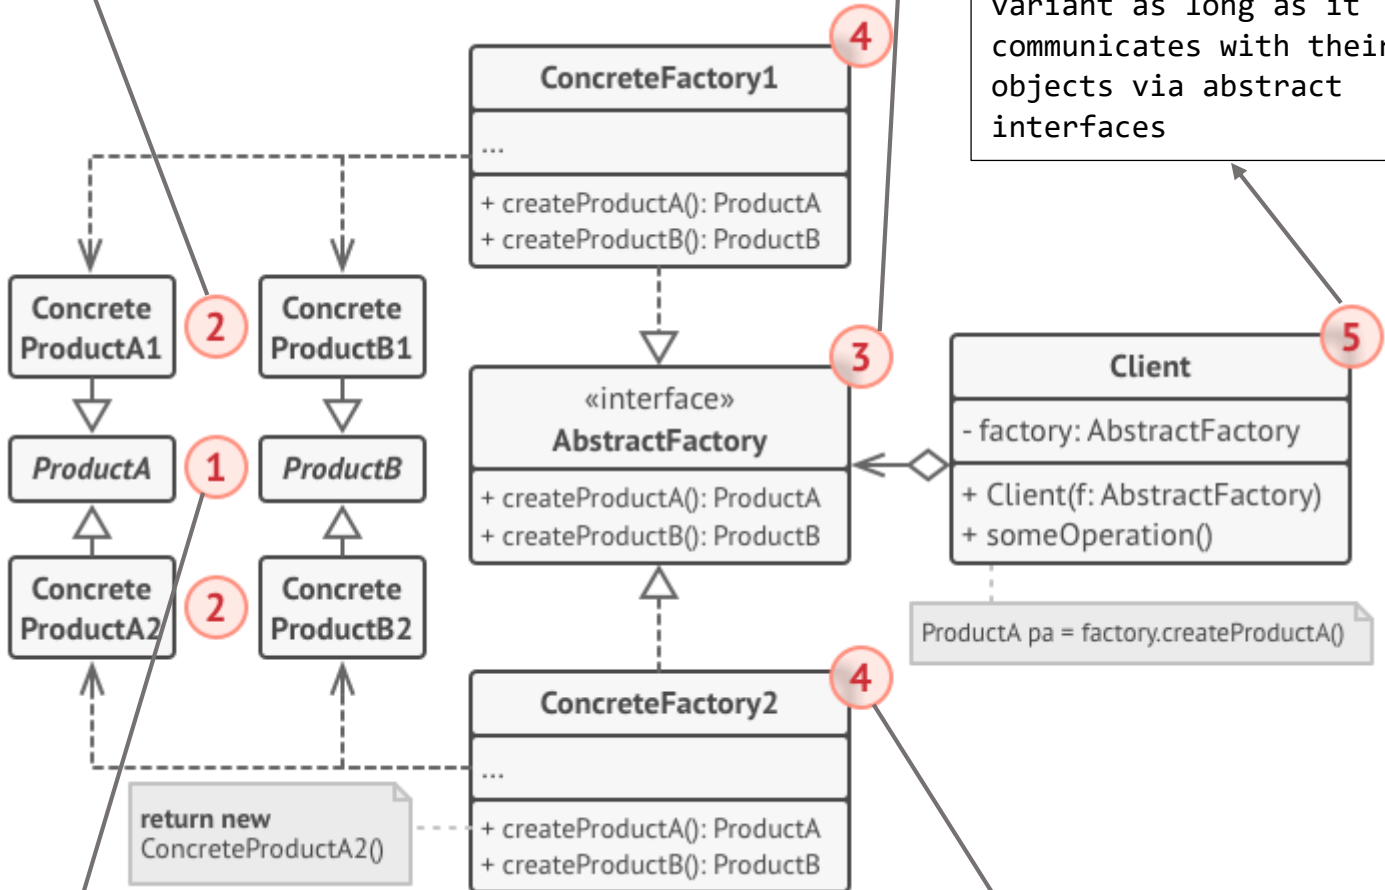 variant as long as it
communicates with their
objects via abstract
interfaces
4
ConcreteFactory1
...
+ createProductA(): ProductA
+ createProductB(): ProductB
Concrete
ProductA1
2
Concrete
ProductB1
ProductA
1
ProductB
Concrete
ProductA2
2
Concrete
ProductB2
3
«interface»
AbstractFactory
+ createProductA(): ProductA
+ createProductB(): ProductB
5
Client
- factory: AbstractFactory
+ Client(f: AbstractFactory)
+ someOperation()
ProductA pa = factory.createProductA()
4
ConcreteFactory2
...
+ createProductA(): ProductA
+ createProductB(): ProductB
return new
ConcreteProductA2()